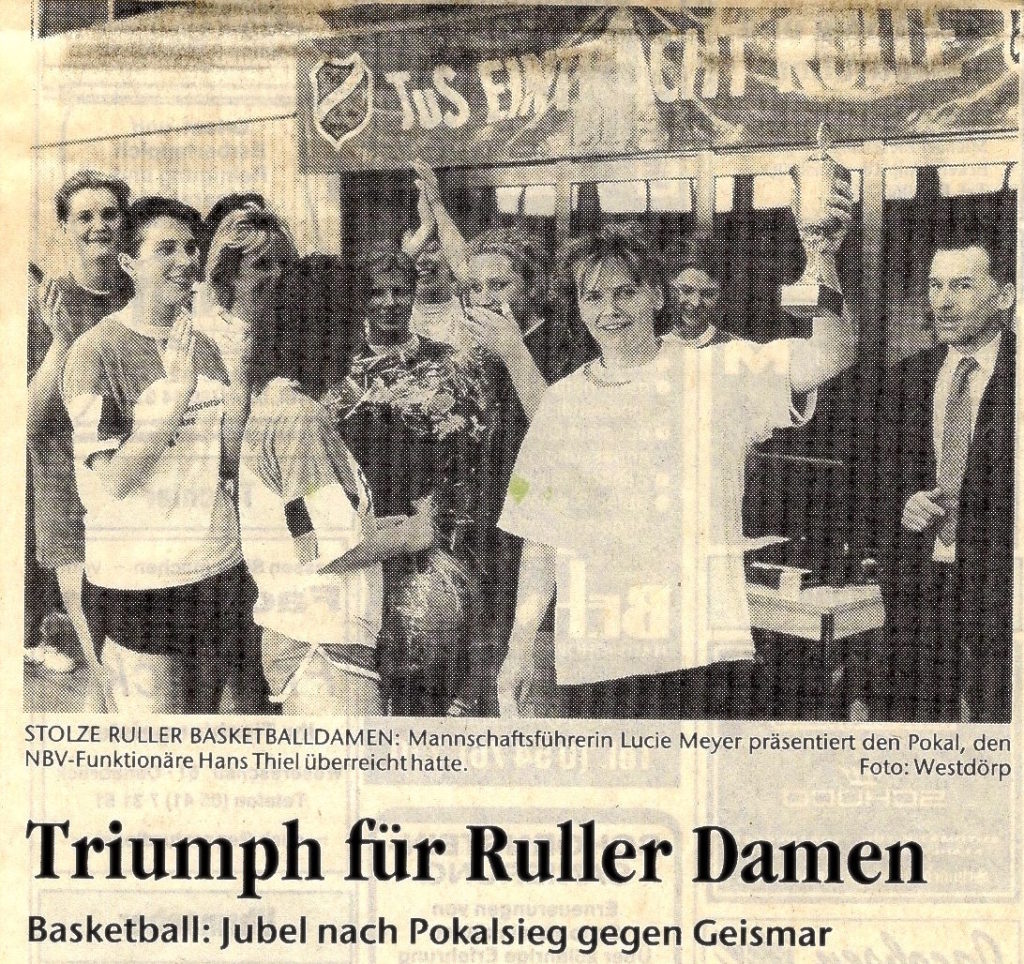 TuS EINTRACHT RULLE
STOLZE RULLER BASKETBALLDAMEN: Mannschaftsführerin Lucie Meyer präsentiert den Pokal, den
NBV-Funktionäre Hans Thiel überreicht hatte. Foto: Westdörp
Triumph für Ruller Damen
Basketball: Jubel nach Pokalsieg gegen Geismar